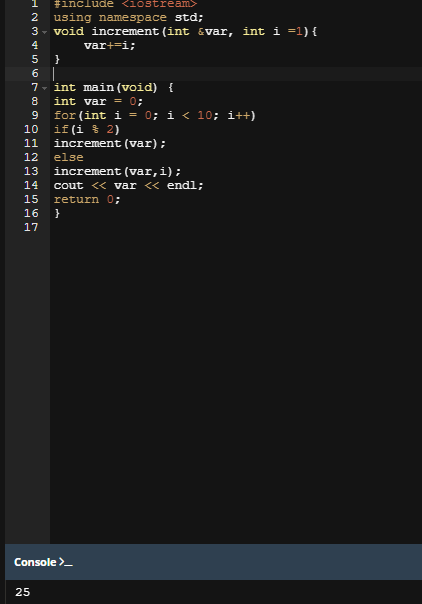 1 #include <iostream>
2 using namespace std;
3 void increment(int &var, int i =1){
4 var+=i;
5 }
6
7 int main(void) {
8 int var = 0;
9 for(int i = 0; i < 10; i++)
10 if(i % 2)
11 increment(var);
12 else
13 increment(var,i);
14 cout << var << endl;
15 return 0;
16 }
17
Console >_
25